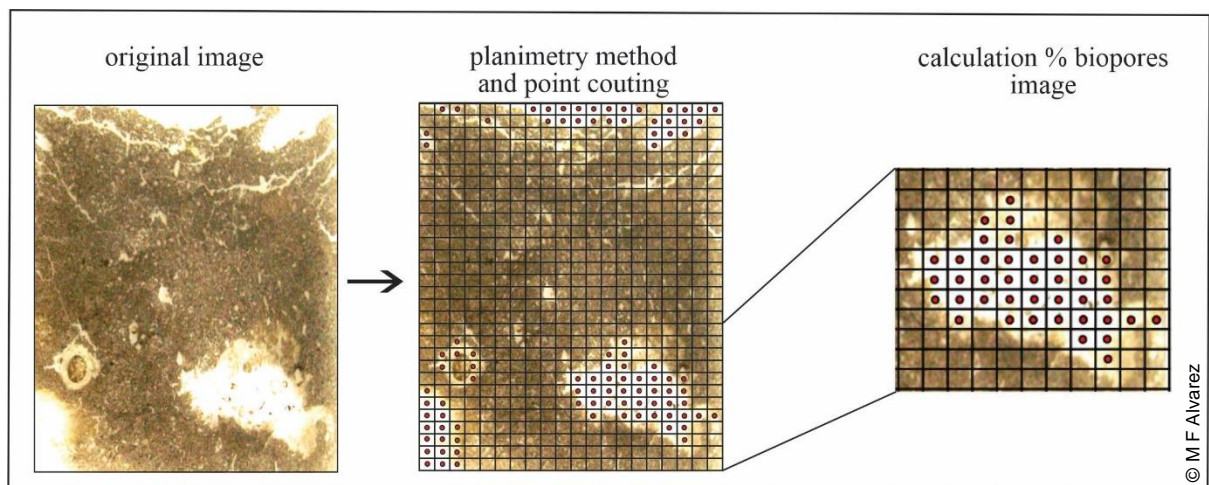 original image
planimetry method
and point couting
calculation % biopores
image
© M F Alvarez